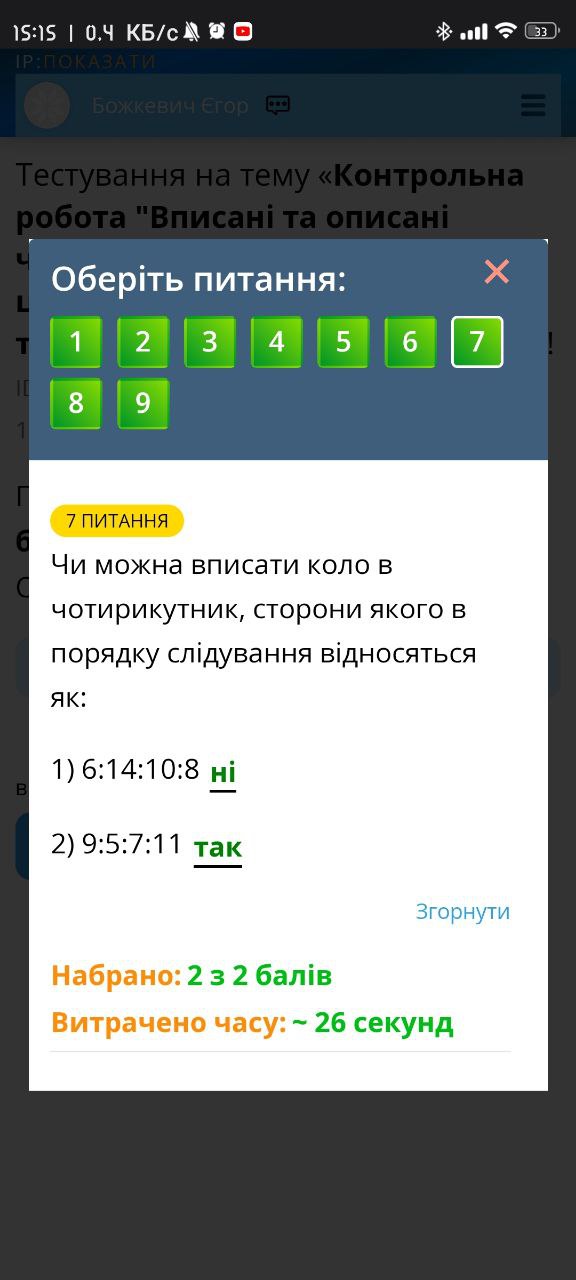 15:15 | 0,4 КБ/с
33
ІР:ПОКАЗАТИ
Божкевич Єгор
Тестування на тему «Контрольна
робота "Вписані та описані
Оберіть питання:
1 2 3 4 5 6 7
8 9
7 ПИТАННЯ
Чи можна вписати коло в
чотирикутник, сторони якого в
порядку слідування відносяться
як:
1) 6:14:10:8 ні
2) 9:5:7:11 так
Згорнути
Набрано: 2 з 2 балів
Витрачено часу: ~ 26 секунд